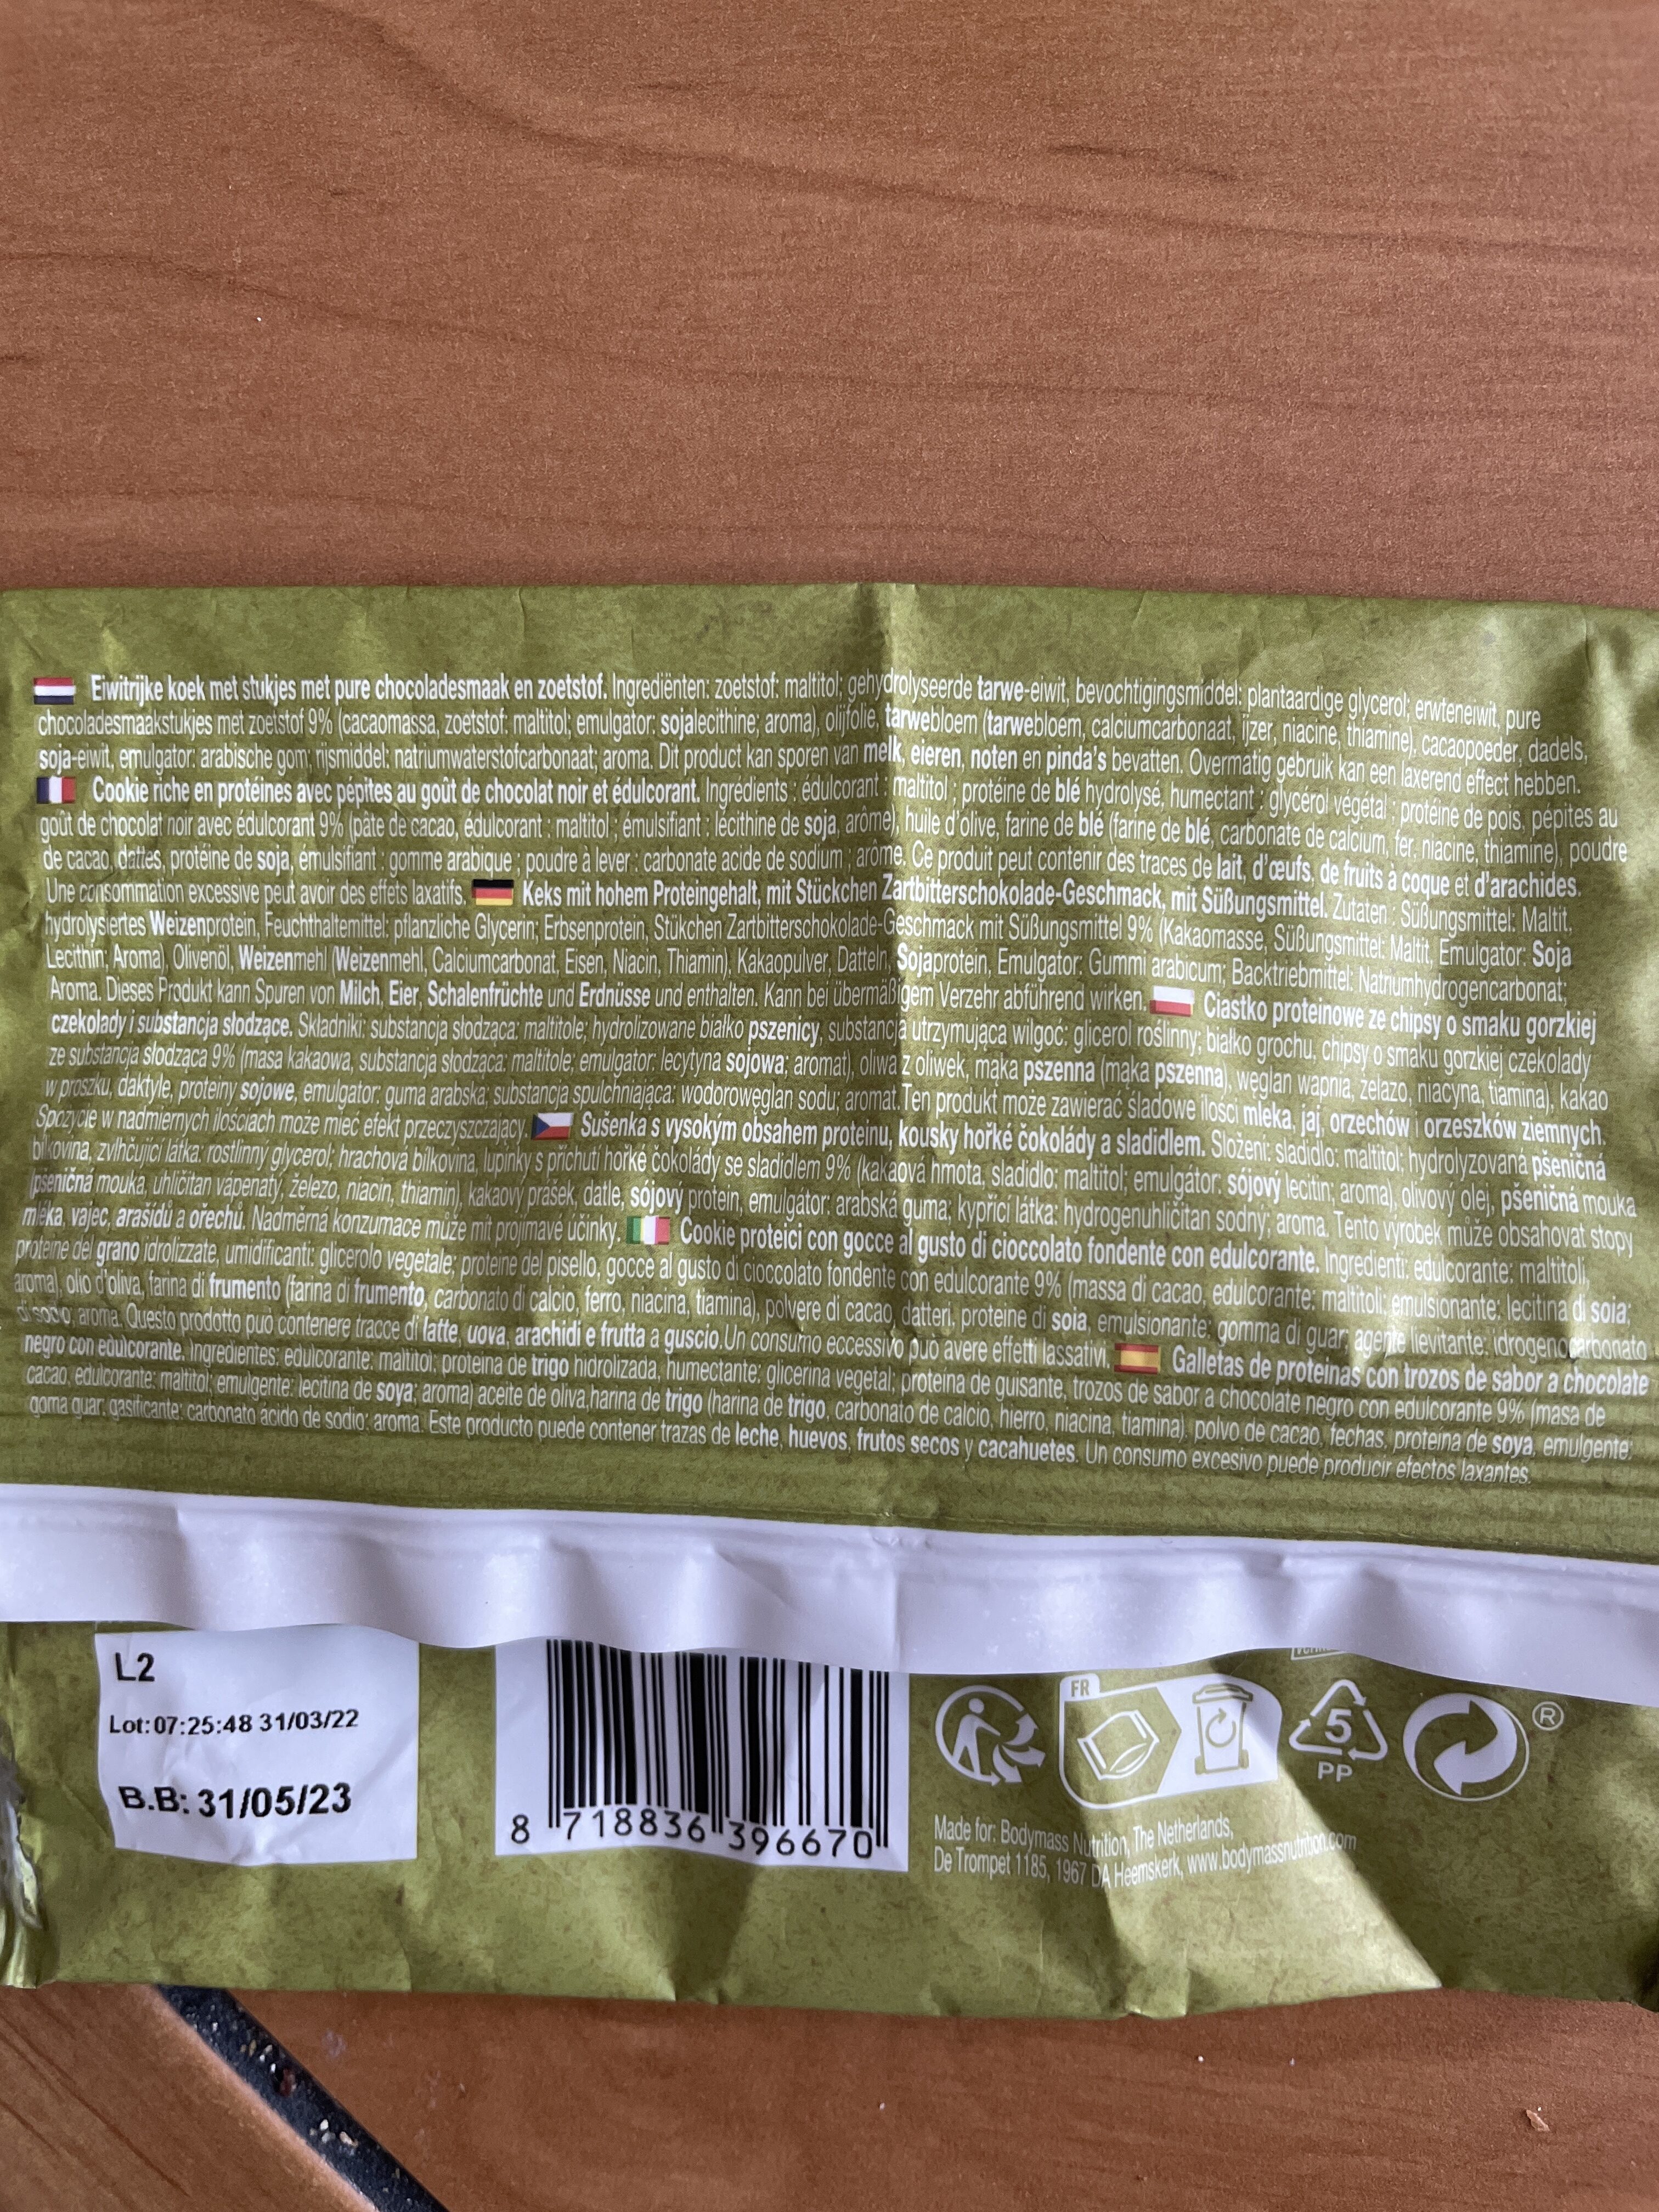 Eiwitrijke koek met stukjes met pure chocoladesmaak en zoetstof. Ingrediënten: zoetstof: maltitol; gehydrolyseerde tarwe-eiwit, bevochtigingsmiddel: plantaardige glycerol; erwteneiwit, pure
chocoladesmaakstukjes met zoetstof 9% (cacaomassa, zoetstof: maltitol; emulgator: sojalecithine; aroma), olijfolie, tarwebloem (tarwebloem, calciumcarbonaat, ijzer, niacine, thiamine), cacaopoeder, dadels,
soja-eiwit, emulgator: arabische gom; rijsmiddel: natriumwaterstofcarbonaat; aroma. Dit product kan sporen van melk, eieren, noten en pinda's bevatten. Overmatig gebruik kan een laxerend effect hebben.
Cookie riche en protéines avec pépites au goût de chocolat noir et édulcorant. Ingrédients : édulcorant : maltitol ; protéine de blé hydrolysé, humectant : glycérol végétal ; protéine de pois, pépites au
goût de chocolat noir avec édulcorant 9% (pâte de cacao, édulcorant : maltitol ; émulsifiant : lécithine de soja, arôme), huile d'olive, farine de blé (farine de blé, carbonate de calcium, fer, niacine, thiamine), poudre
de cacao, dattes, protéine de soja, émulsifiant : gomme arabique ; poudre à lever : carbonate acide de sodium ; arôme. Ce produit peut contenir des traces de lait, d'œufs, de fruits à coque et d'arachides.
Une consommation excessive peut avoir des effets laxatifs. Keks mit hohem Proteingehalt, mit Stückchen Zartbitterschokolade-Geschmack, mit Süßungsmittel. Zutaten : Süßungsmittel: Maltit,
hydrolysiertes Weizenprotein, Feuchthaltemittel: pflanzliche Glycerin; Erbsenprotein, Stükchen Zartbitterschokolade-Geschmack mit Süßungsmittel 9% (Kakaomasse, Süßungsmittel: Maltit, Emulgator: Soja
Lecithin; Aroma), Olivenöl, Weizenmehl (Weizenmehl, Calciumcarbonat, Eisen, Niacin, Thiamin), Kakaopulver, Datteln, Sojaprotein, Emulgator: Gummi arabicum; Backtriebmittel: Natriumhydrogencarbonat;
Aroma. Dieses Produkt kann Spuren von Milch, Eier, Schalenfrüchte und Erdnüsse und enthalten. Kann bei übermäßigem Verzehr abführend wirken. Ciastko proteinowe ze chipsy o smaku gorzkiej
czekolady i substancja słodzące. Składniki: substancja słodząca: maltitole; hydrolizowane białko pszenicy, substancja utrzymująca wilgoć: glicerol roślinny; białko grochu, chipsy o smaku gorzkiej czekolady
ze substancja słodząca 9% (masa kakaowa, substancja słodząca: maltitole; emulgator: lecytyna sojowa; aromat), oliwa z oliwek, mąka pszenna (mąka pszenna), węglan wapnia, żelazo, niacyna, tiamina), kakao
w proszku, daktyle, proteiny sojowe, emulgator: guma arabska; substancja spulchniająca: wodorowęglan sodu; aromat. Ten produkt może zawierać śladowe ilości mleka, jaj, orzechów i orzeszków ziemnych.
Spożycie w nadmiernych ilościach może mieć efekt przeczyszczający. Sušenka s vysokým obsahem proteinu, kousky hořké čokolády a sladidlem. Složení: sladidlo: maltitol; hydrolyzovaná pšeničná
bílkovina, zvlhčující látka: rostlinny glycerol; hrachová bílkovina, lupínky s příchutí hořké čokolády se sladidlem 9% (kakaová hmota, sladidlo: maltitol; emulgátor: sójový lecitin; aroma), olivový olej, pšeničná mouka
(pšeničná mouka, uhličitan vápenatý, železo, niacin, thiamin), kakaový prášek, datle, sójový protein, emulgátor: arabská guma; kypřící látka: hydrogenuhličitan sodný; aroma. Tento výrobek může obsahovat stopy
mléka, vajec, arašídů a ořechů. Nadměrná konzumace může mít projímavé účinky. Cookie proteici con gocce al gusto di cioccolato fondente con edulcorante. Ingredienti: edulcorante: maltitoli,
proteine del grano idrolizzate, umidificanti: glicerolo vegetale; proteine del pisello, gocce al gusto di cioccolato fondente con edulcorante 9% (massa di cacao, edulcorante: maltitoli; emulsionante: lecitina di soia;
aroma), olio d'oliva, farina di frumento (farina di frumento, carbonato di calcio, ferro, niacina, tiamina), polvere di cacao, datteri, proteine di soia, emulsionante: gomma di guar; agente lievitante: idrogenocarbonato
di sodio; aroma. Questo prodotto può contenere tracce di latte, uova, arachidi e frutta a guscio.Un consumo eccessivo può avere effetti lassativi. Galletas de proteinas con trozos de sabor a chocolate
negro con edulcorante. Ingredientes: edulcorante: maltitol; proteina de trigo hidrolizada, humectante: glicerina vegetal; proteina de guisante, trozos de sabor a chocolate negro con edulcorante 9% (masa de
cacao, edulcorante: maltitol; emulgente: lecitina de soya; aroma) aceite de oliva,harina de trigo (harina de trigo, carbonato de calcio, hierro, niacina, tiamina), polvo de cacao, fechas, proteina de soya, emulgente:
goma guar, gasificante: carbonato ácido de sodio; aroma. Este producto puede contener trazas de leche, huevos, frutos secos y cacahuetes. Un consumo excesivo puede producir efectos laxantes.
L2
Lot:07:25:48 31/03/22
B.B: 31/05/23
8 718836 396670
FR
5
PP
®
Made for: Bodymass Nutrition, The Netherlands,
De Trompet 1185, 1967 DA Heemskerk, www.bodymassnutrition.com